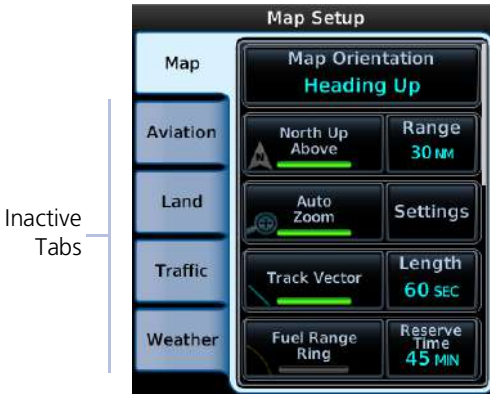 Map Setup
Map
Map Orientation
Heading Up
Aviation
North Up
Above
N
Range
30 NM
Inactive
Tabs
Land
Auto
Zoom
Settings
Traffic
Track Vector
Length
60 SEC
Weather
Fuel Range
Ring
Reserve
Time
45 MIN